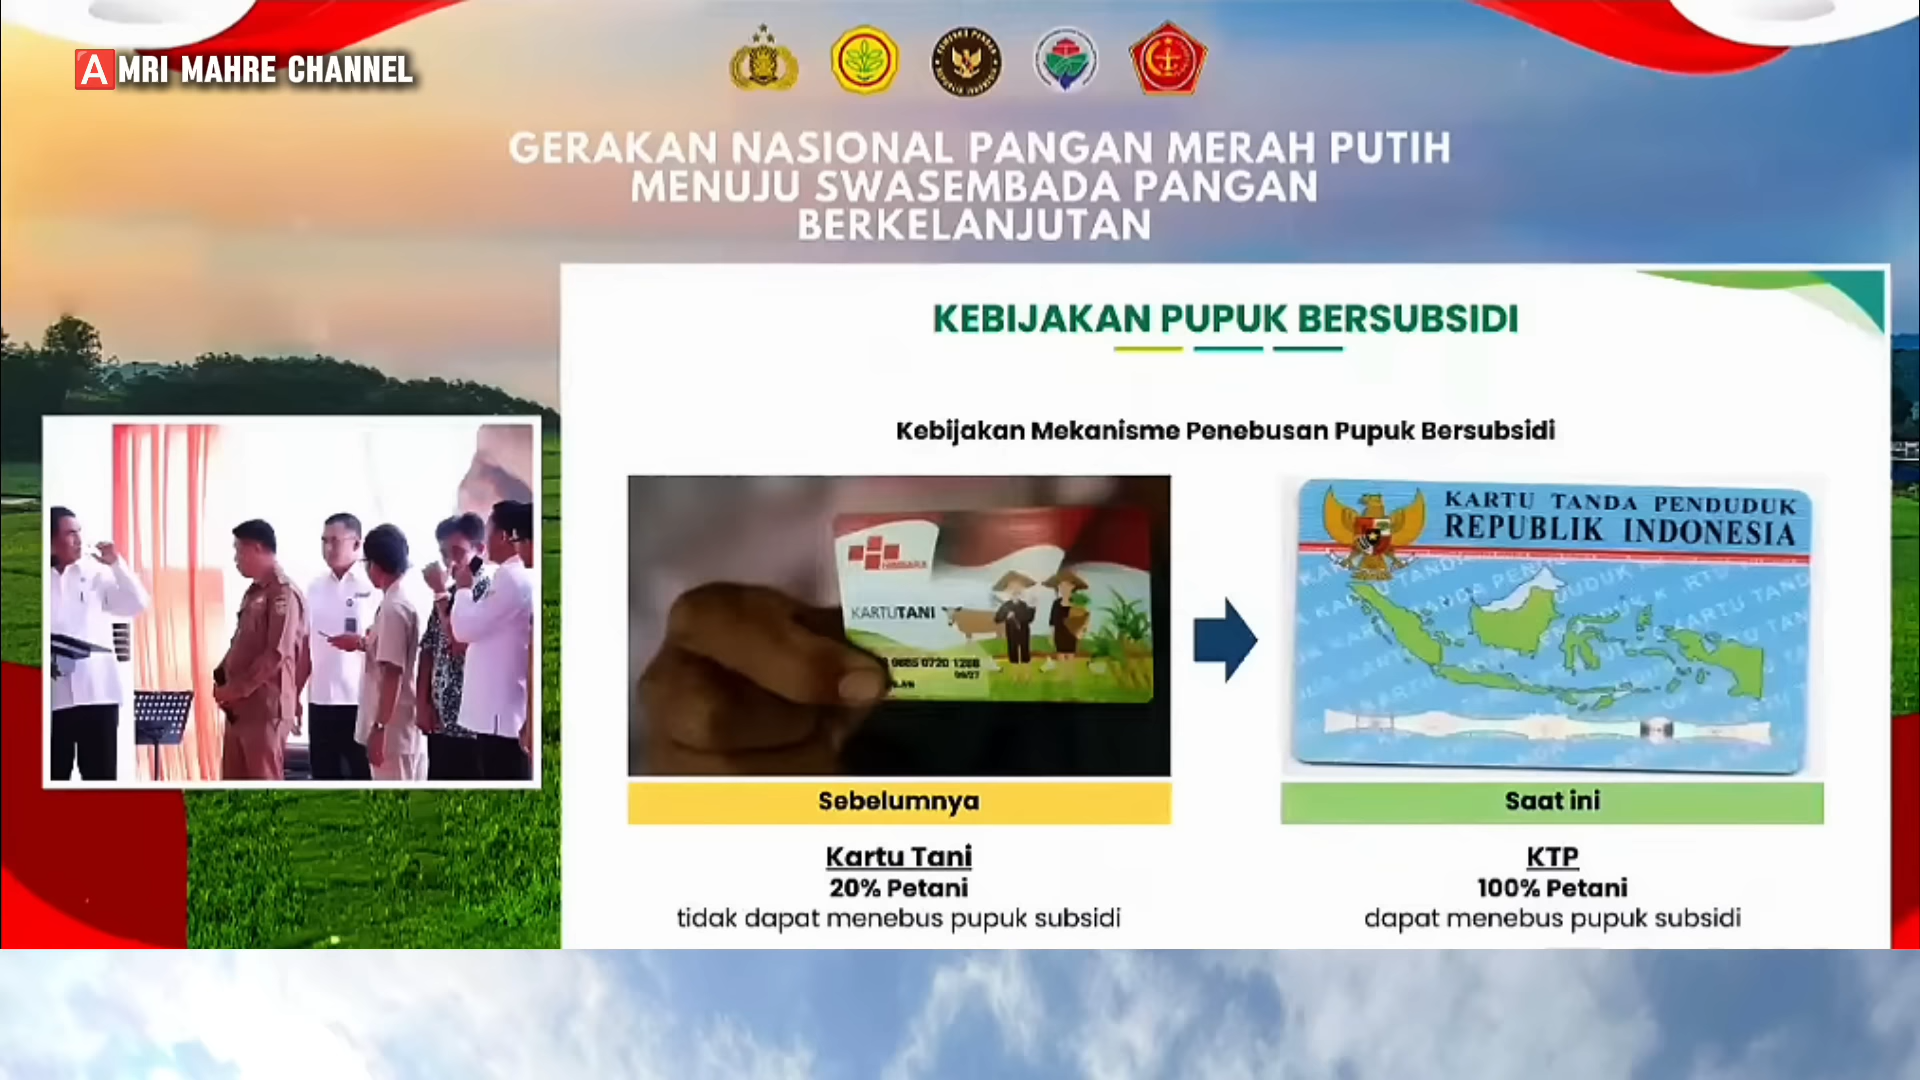 AMRI MAHRE CHANNEL
GERAKAN NASIONAL PANGAN MERAH PUTIH
MENUJU SWASEMBADA PANGAN
BERKELANJUTAN
KEBIJAKAN PUPUK BERSUBSIDI
Kebijakan Mekanisme Penebusan Pupuk Bersubsidi
HIMBARA
KARTUTANI
KARTU TANDA PENDUDUK
REPUBLIK INDONESIA
Sebelumnya
Saat ini
Kartu Tani
20% Petani
tidak dapat menebus pupuk subsidi
KTP
100% Petani
dapat menebus pupuk subsidi